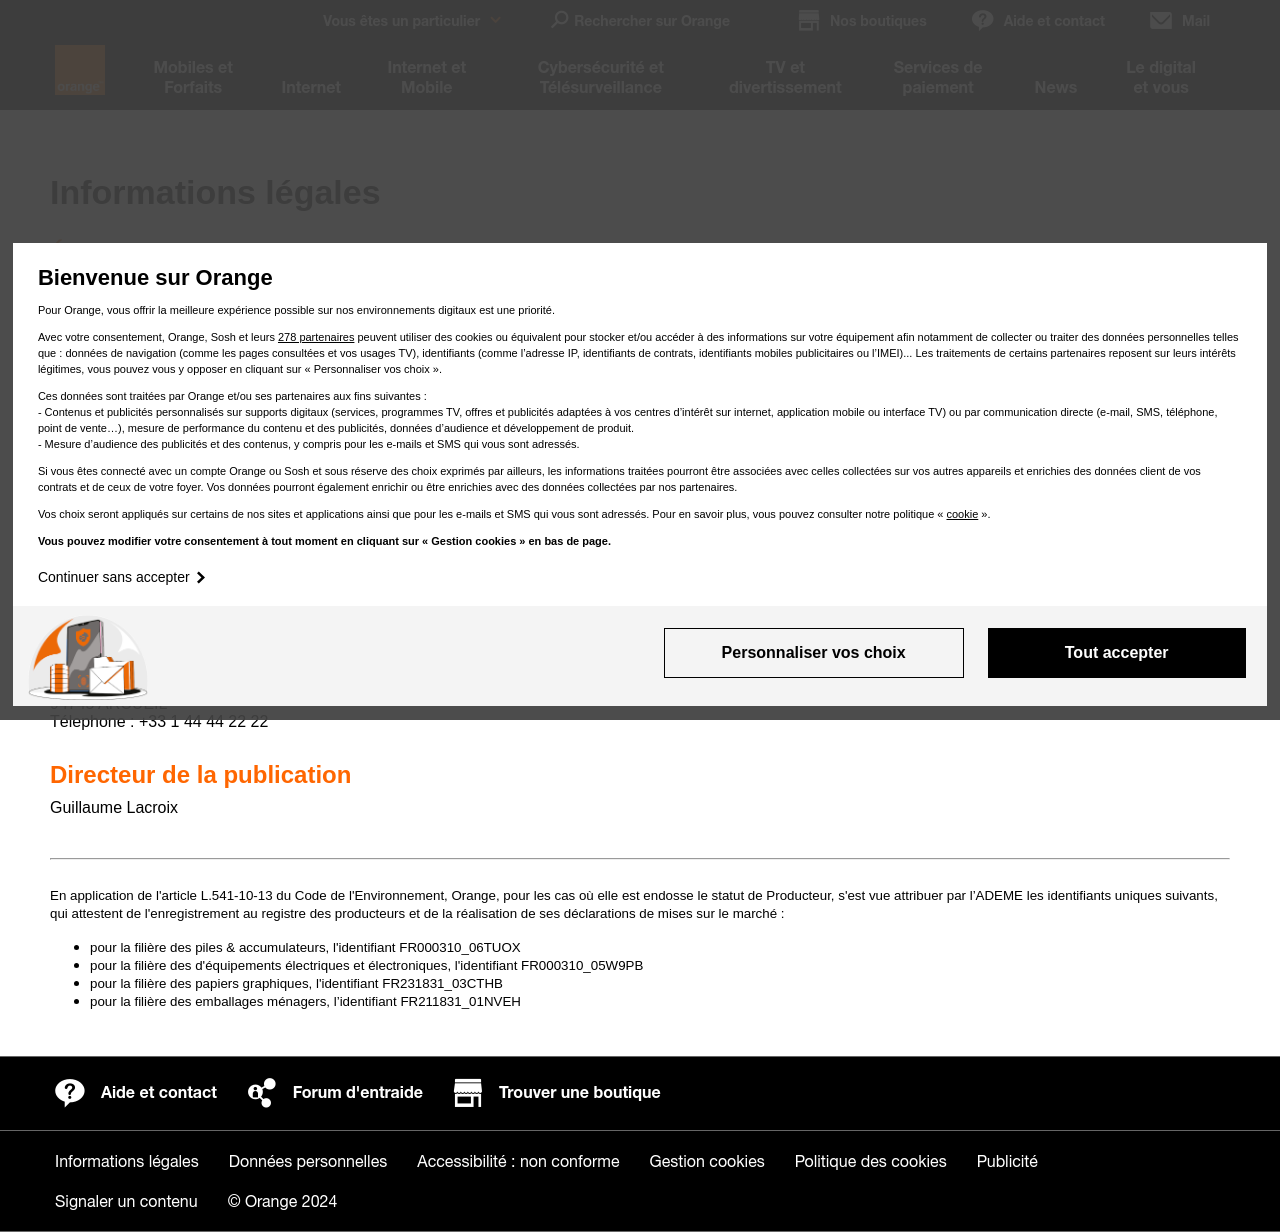 Vous êtes un particulier
Rechercher sur Orange
Nos boutiques
Aide et contact
Mail
orange
Mobiles et
Forfaits
Internet
Internet et
Mobile
Cybersécurité et
Télésurveillance
TV et
divertissement
Services de
paiement
News
Le digital
et vous
Informations légales
Bienvenue sur Orange
Pour Orange, vous offrir la meilleure expérience possible sur nos environnements digitaux est une priorité.
Avec votre consentement, Orange, Sosh et leurs 278 partenaires peuvent utiliser des cookies ou équivalent pour stocker et/ou accéder à des informations sur votre équipement afin notamment de collecter ou traiter des données personnelles telles
que : données de navigation (comme les pages consultées et vos usages TV), identifiants (comme l’adresse IP, identifiants de contrats, identifiants mobiles publicitaires ou l’IMEI)... Les traitements de certains partenaires reposent sur leurs intérêts
légitimes, vous pouvez vous y opposer en cliquant sur « Personnaliser vos choix ».
Ces données sont traitées par Orange et/ou ses partenaires aux fins suivantes :
- Contenus et publicités personnalisés sur supports digitaux (services, programmes TV, offres et publicités adaptées à vos centres d’intérêt sur internet, application mobile ou interface TV) ou par communication directe (e-mail, SMS, téléphone,
point de vente…), mesure de performance du contenu et des publicités, données d’audience et développement de produit.
- Mesure d’audience des publicités et des contenus, y compris pour les e-mails et SMS qui vous sont adressés.
Si vous êtes connecté avec un compte Orange ou Sosh et sous réserve des choix exprimés par ailleurs, les informations traitées pourront être associées avec celles collectées sur vos autres appareils et enrichies des données client de vos
contrats et de ceux de votre foyer. Vos données pourront également enrichir ou être enrichies avec des données collectées par nos partenaires.
Vos choix seront appliqués sur certains de nos sites et applications ainsi que pour les e-mails et SMS qui vous sont adressés. Pour en savoir plus, vous pouvez consulter notre politique « cookie ».
Vous pouvez modifier votre consentement à tout moment en cliquant sur « Gestion cookies » en bas de page.
Continuer sans accepter
Personnaliser vos choix
Tout accepter
Téléphone : +33 1 44 44 22 22
Directeur de la publication
Guillaume Lacroix
En application de l'article L.541-10-13 du Code de l'Environnement, Orange, pour les cas où elle est endosse le statut de Producteur, s'est vue attribuer par l’ADEME les identifiants uniques suivants,
qui attestent de l'enregistrement au registre des producteurs et de la réalisation de ses déclarations de mises sur le marché :
pour la filière des piles & accumulateurs, l'identifiant FR000310_06TUOX
pour la filière des d'équipements électriques et électroniques, l'identifiant FR000310_05W9PB
pour la filière des papiers graphiques, l'identifiant FR231831_03CTHB
pour la filière des emballages ménagers, l’identifiant FR211831_01NVEH
Aide et contact
Forum d'entraide
Trouver une boutique
Informations légales
Données personnelles
Accessibilité : non conforme
Gestion cookies
Politique des cookies
Publicité
Signaler un contenu
© Orange 2024